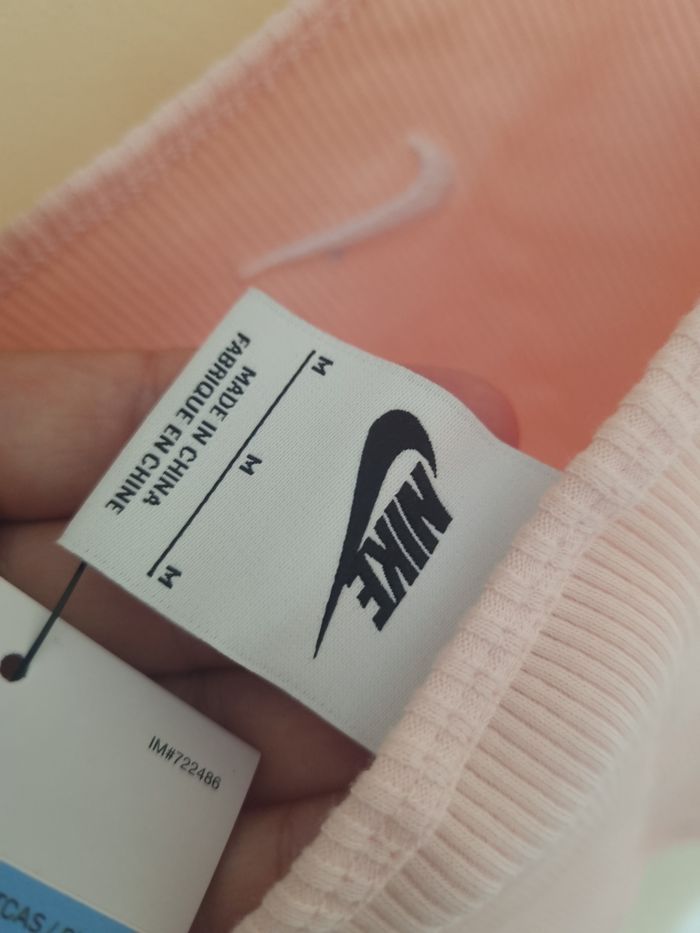 NIKE
M M M
MADE IN CHINA
FABRIQUE EN CHINE
IM#722486